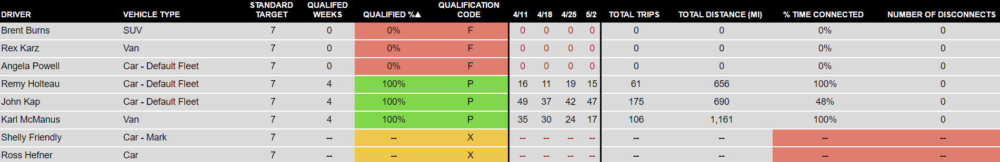 DRIVER VEHICLE TYPE STANDARD TARGET QUALIFED WEEKS QUALIFIED %▲ QUALIFICATION CODE 4/11 4/18 4/25 5/2 TOTAL TRIPS TOTAL DISTANCE (MI) % TIME CONNECTED NUMBER OF DISCONNECTS
Brent Burns SUV 7 0 0% F 0 0 0 0 0 0 0% 0
Rex Karz Van 7 0 0% F 0 0 0 0 0 0 0% 0
Angela Powell Car - Default Fleet 7 0 0% F 0 0 0 0 0 0 0% 0
Remy Holteau Car - Default Fleet 7 4 100% P 16 11 19 15 61 656 100% 0
John Kap Car - Default Fleet 7 4 100% P 49 37 42 47 175 690 48% 0
Karl McManus Van 7 4 100% P 35 30 24 17 106 1,161 100% 0
Shelly Friendly Car - Mark 7 -- -- X -- -- -- -- -- -- -- --
Ross Hefner Car 7 -- -- X -- -- -- -- -- -- -- --